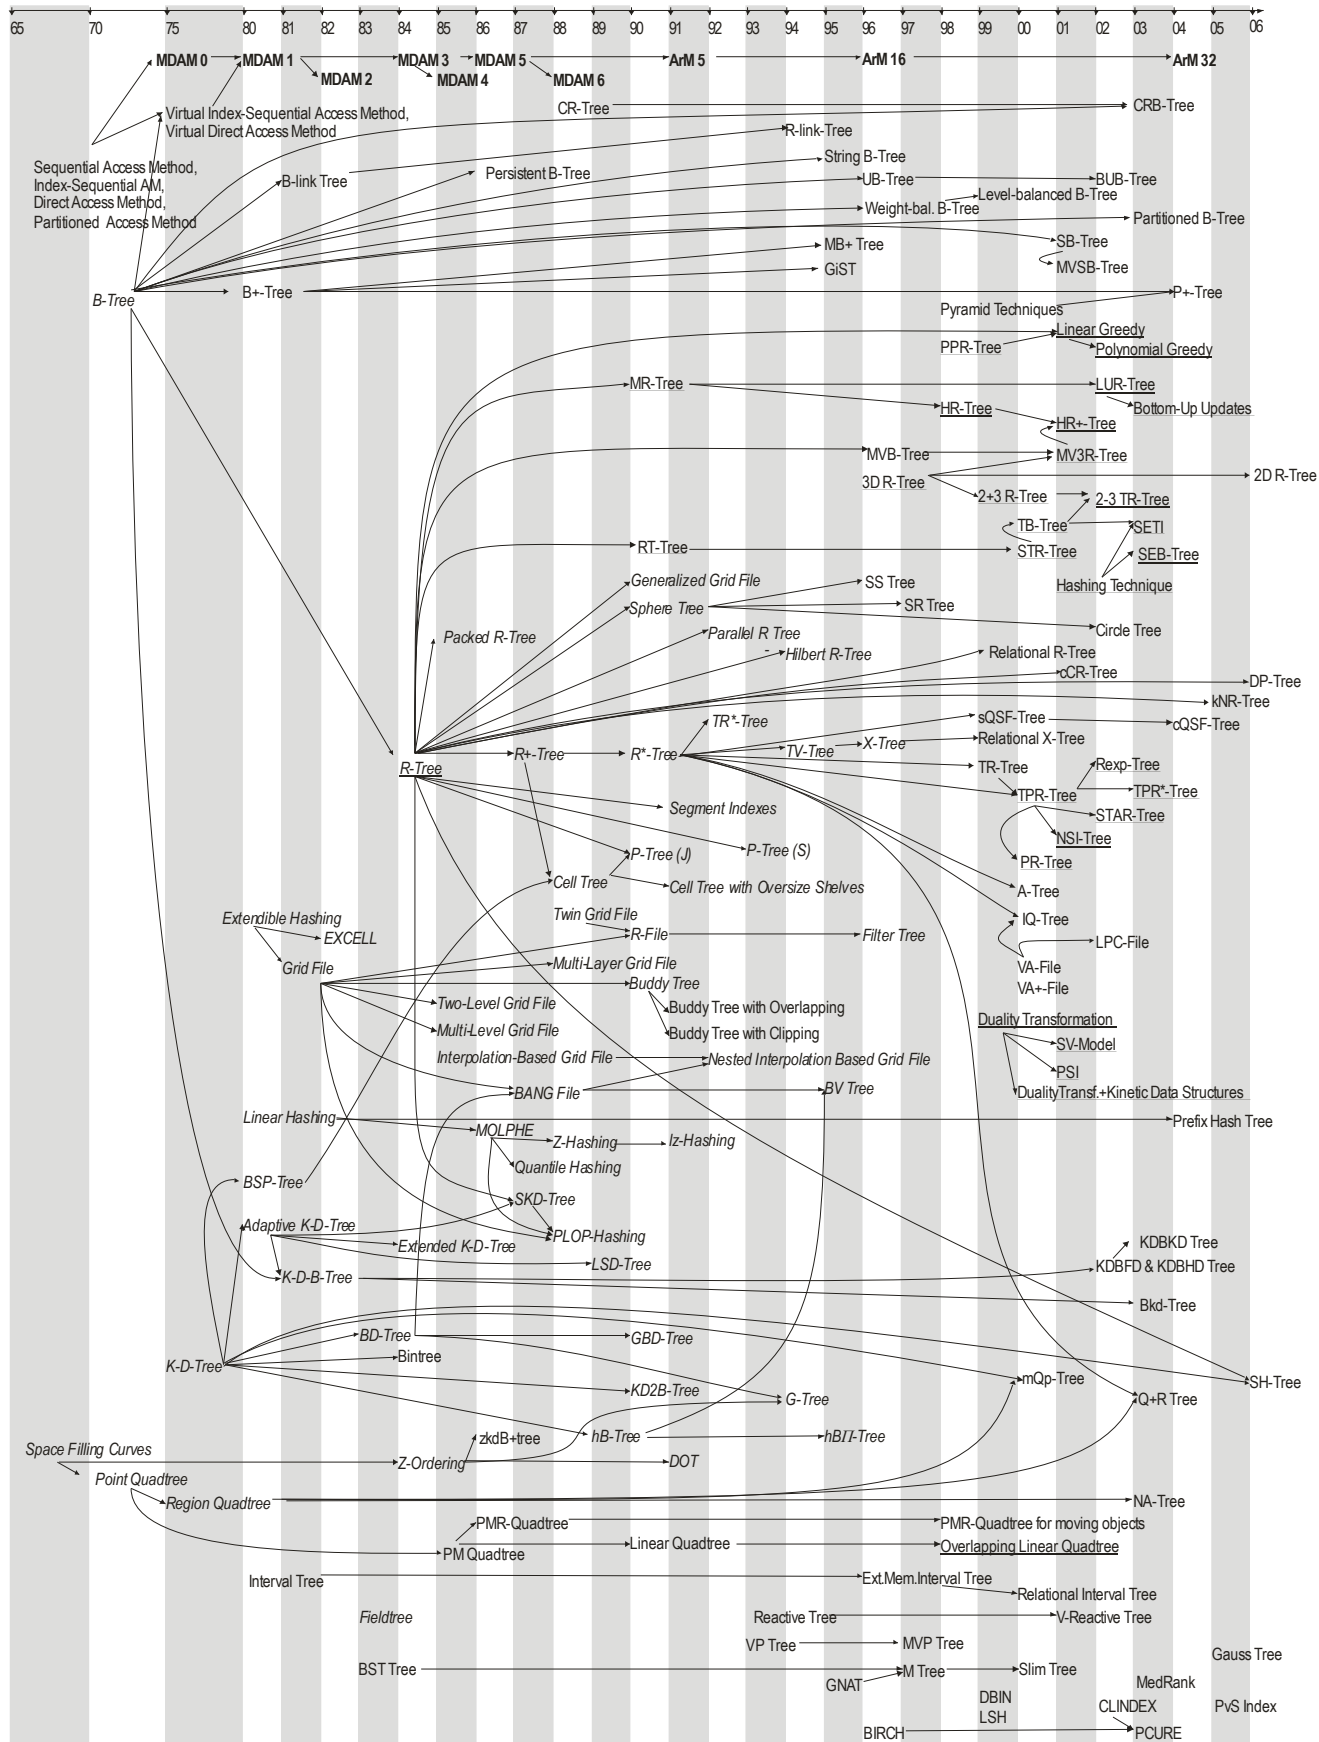 65 70 75 80 81 82 83 84 85 86 87 88 89 90 91 92 93 94 95 96 97 98 99 00 01 02 03 04 05 06
MDAM 0 MDAM 1 MDAM 3 MDAM 5 ArM 5 ArM 16 ArM 32
MDAM 2 MDAM 4 MDAM 6
CR-Tree CRB-Tree
Virtual Index-Sequential Access Method,
Virtual Direct Access Method
R-link-Tree
String B-Tree
Sequential Access Method,
Index-Sequential AM,
Direct Access Method,
Partitioned Access Method
B-link Tree
Persistent B-Tree
UB-Tree BUB-Tree
Level-balanced B-Tree
Weight-bal. B-Tree
Partitioned B-Tree
SB-Tree
MB+ Tree
MVSB-Tree
GiST
B-Tree B+-Tree P+-Tree
Pyramid Techniques
Linear Greedy
PPR-Tree Polynomial Greedy
MR-Tree LUR-Tree
HR-Tree Bottom-Up Updates
HR+-Tree
MVB-Tree MV3R-Tree
3D R-Tree 2D R-Tree
2+3 R-Tree 2-3 TR-Tree
TB-Tree SETI
RT-Tree STR-Tree SEB-Tree
Generalized Grid File SS Tree Hashing Technique
Sphere Tree SR Tree
Packed R-Tree Parallel R Tree Circle Tree
- Hilbert R-Tree Relational R-Tree
cCR-Tree
DP-Tree
kNR-Tree
TR*-Tree sQSF-Tree cQSF-Tree
R+-Tree R*-Tree TV-Tree X-Tree Relational X-Tree
R-Tree TR-Tree Rexp-Tree
TPR-Tree TPR*-Tree
Segment Indexes STAR-Tree
NSI-Tree
P-Tree (J) P-Tree (S) PR-Tree
Cell Tree Cell Tree with Oversize Shelves A-Tree
Extendible Hashing Twin Grid File IQ-Tree
EXCELL R-File Filter Tree LPC-File
Grid File Multi-Layer Grid File VA-File
Buddy Tree VA+-File
Two-Level Grid File Buddy Tree with Overlapping
Duality Transformation
Multi-Level Grid File Buddy Tree with Clipping SV-Model
Interpolation-Based Grid File Nested Interpolation Based Grid File
PSI
BANG File BV Tree DualityTransf.+Kinetic Data Structures
Linear Hashing Prefix Hash Tree
MOLPHE Z-Hashing Iz-Hashing
Quantile Hashing
BSP-Tree SKD-Tree
Adaptive K-D-Tree PLOP-Hashing
Extended K-D-Tree KDBKD Tree
LSD-Tree KDBFD & KDBHD Tree
K-D-B-Tree
Bkd-Tree
BD-Tree GBD-Tree
Bintree
K-D-Tree
mQp-Tree SH-Tree
KD2B-Tree G-Tree Q+R Tree
zkdB+tree hB-Tree hBΠ-Tree
Space Filling Curves
Z-Ordering DOT
Point Quadtree
Region Quadtree NA-Tree
PMR-Quadtree PMR-Quadtree for moving objects
PM Quadtree Linear Quadtree Overlapping Linear Quadtree
Interval Tree Ext.Mem.Interval Tree
Relational Interval Tree
Fieldtree Reactive Tree V-Reactive Tree
VP Tree MVP Tree
Gauss Tree
BST Tree M Tree Slim Tree
GNAT MedRank
DBIN CLINDEX PvS Index
LSH
BIRCH PCURE